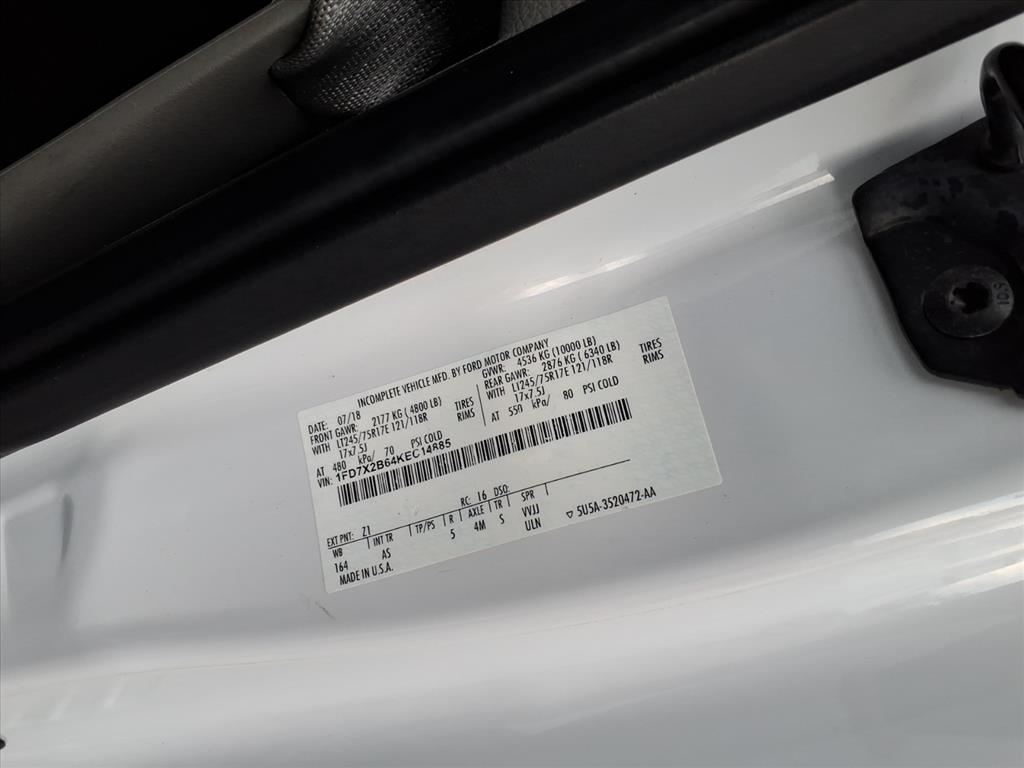 INCOMPLETE VEHICLE MFD. BY FORD MOTOR COMPANY
DATE: 07/18 GVWR: 4536 KG (10000 LB)
FRONT GAWR: 2177 KG (4800 LB) REAR GAWR: 2876 KG ( 6340 LB)
WITH LT245/75R17E 121/118R TIRES WITH LT245/75R17E 121/118R TIRES
17x7.5J RIMS 17x7.5J RIMS
AT 480 kPa/ 70 PSI COLD AT 550 kPa/ 80 PSI COLD
VIN: 1FD7X2B64KEC14885
EXT PNT: Z1 RC: 16 DSO:
WB INT TR TP/PS R AXLE TR SPR
164 AS 5 4M S VVJJ
MADE IN U.S.A. ULN
▽ 5U5A-3520472-AA